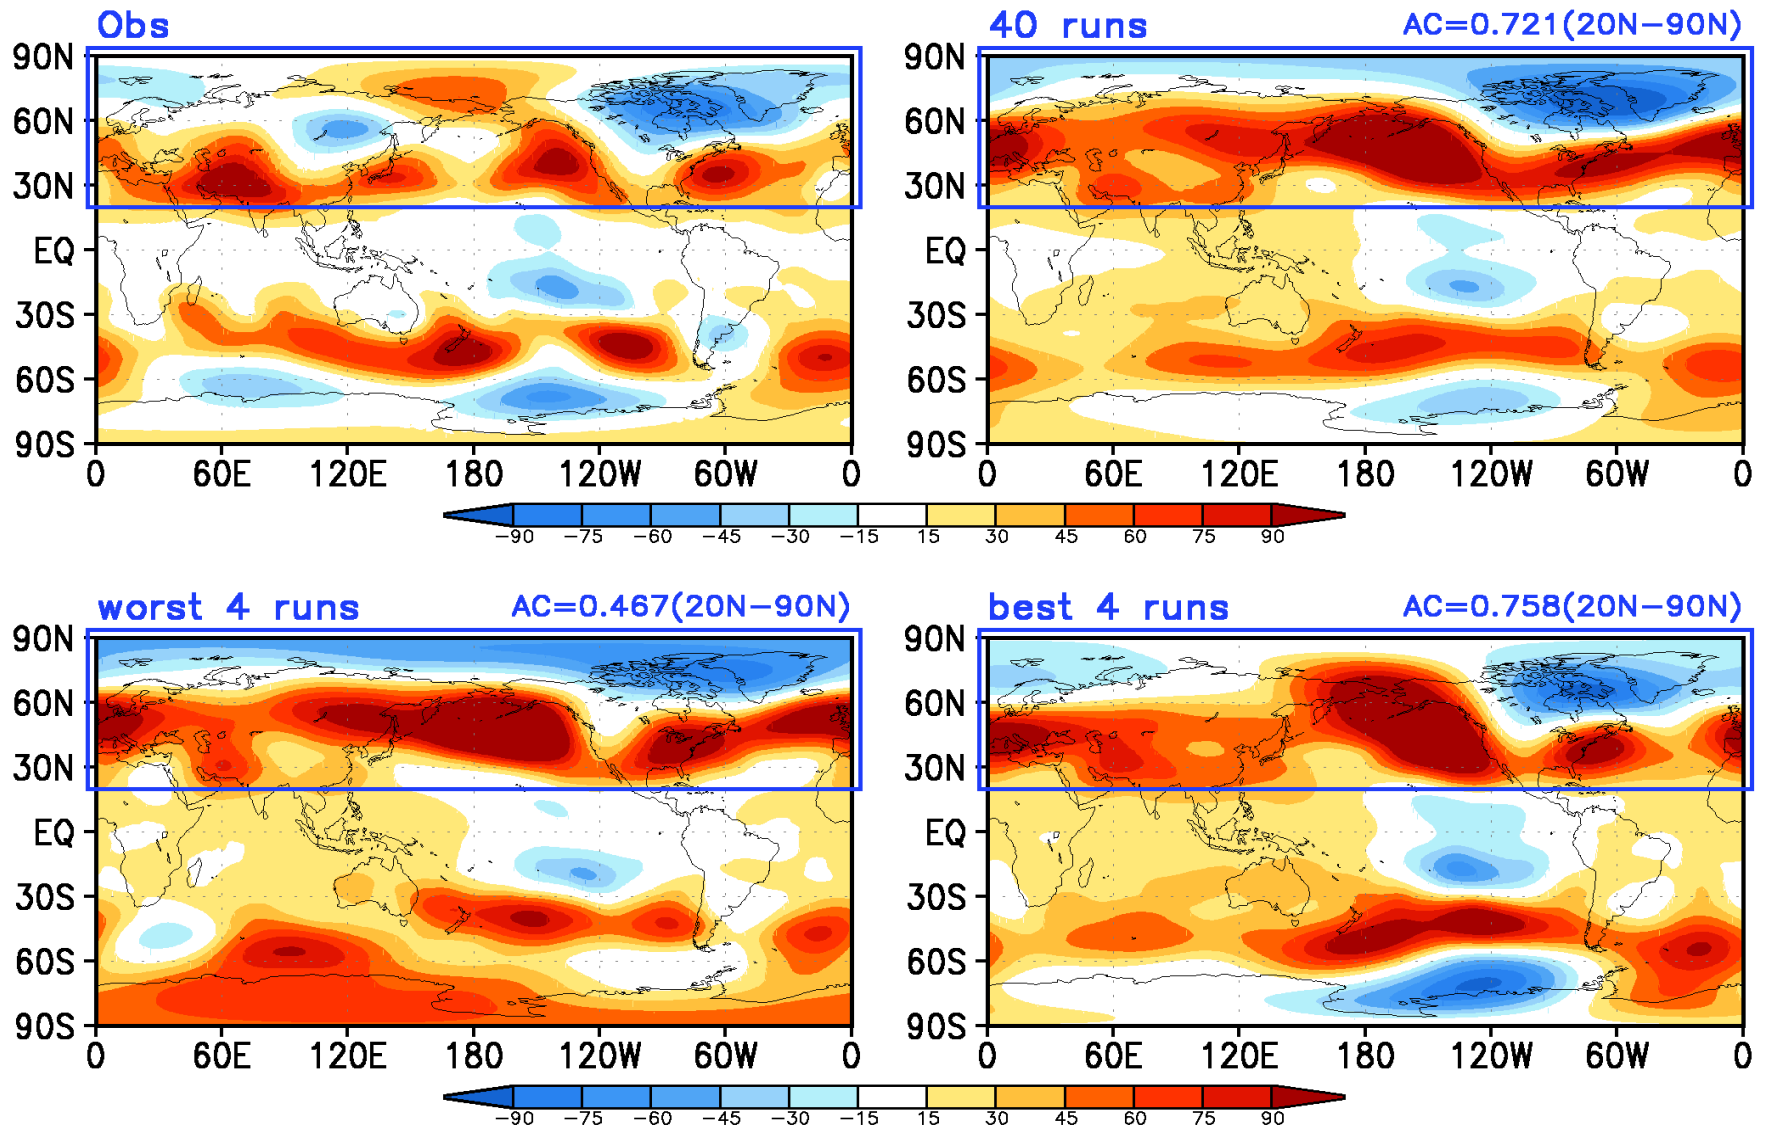 Obs
40 runs AC=0.721(20N−90N)
90N 90N
60N 60N
30N 30N
EQ EQ
30S 30S
60S 60S
90S 90S
0 60E 120E 180 120W 60W 0 0 60E 120E 180 120W 60W 0
−90 −75 −60 −45 −30 −15 15 30 45 60 75 90
worst 4 runs AC=0.467(20N−90N) best 4 runs AC=0.758(20N−90N)
90N 90N
60N 60N
30N 30N
EQ EQ
30S 30S
60S 60S
90S 90S
0 60E 120E 180 120W 60W 0 0 60E 120E 180 120W 60W 0
−90 −75 −60 −45 −30 −15 15 30 45 60 75 90